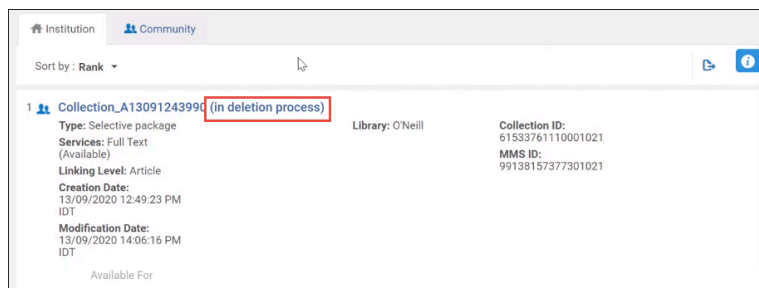 Institution
Community
Sort by : Rank
1 Collection_A13091243990 (in deletion process)
Type: Selective package
Services: Full Text
(Available)
Linking Level: Article
Creation Date:
13/09/2020 12:49:23 PM
IDT
Modification Date:
13/09/2020 14:06:16 PM
IDT
Available For
Library: O'Neill
Collection ID:
61533761110001021
MMS ID:
99138157377301021